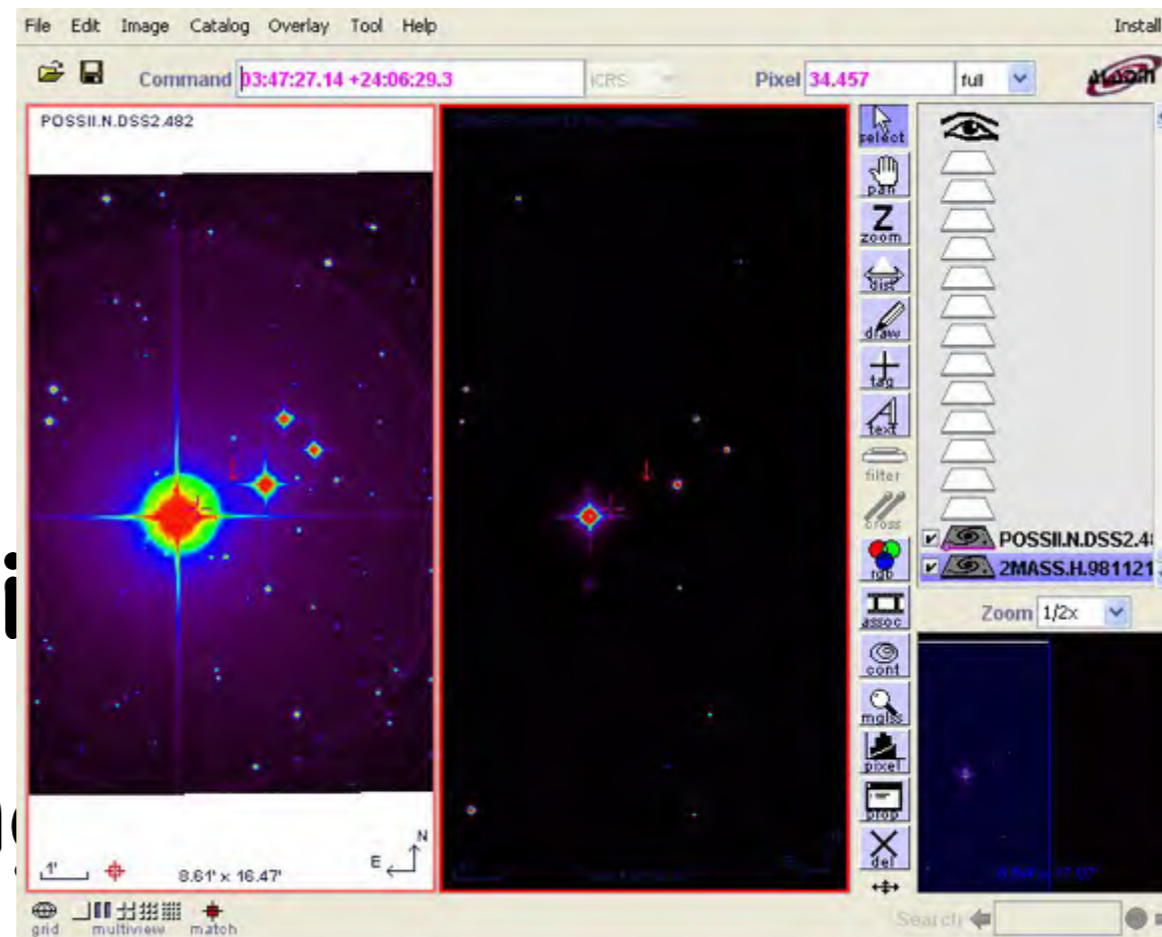 File Edit Image Catalog Overlay Tool Help Install
Command 03:47:27.14 +24:06:29.3 ICRS Pixel 34.457 full ALADIN
POSSII.N.DSS2.482
select
pan
Z
zoom
dist
draw
tag
A
text
filter
cross
rgb
assoc
cont
mglss
pixel
prop
del
POSSII.N.DSS2.4
2MASS.H.981121
Zoom 1/2x
N
E
1' 8.61' x 16.47'
grid multiview match Search